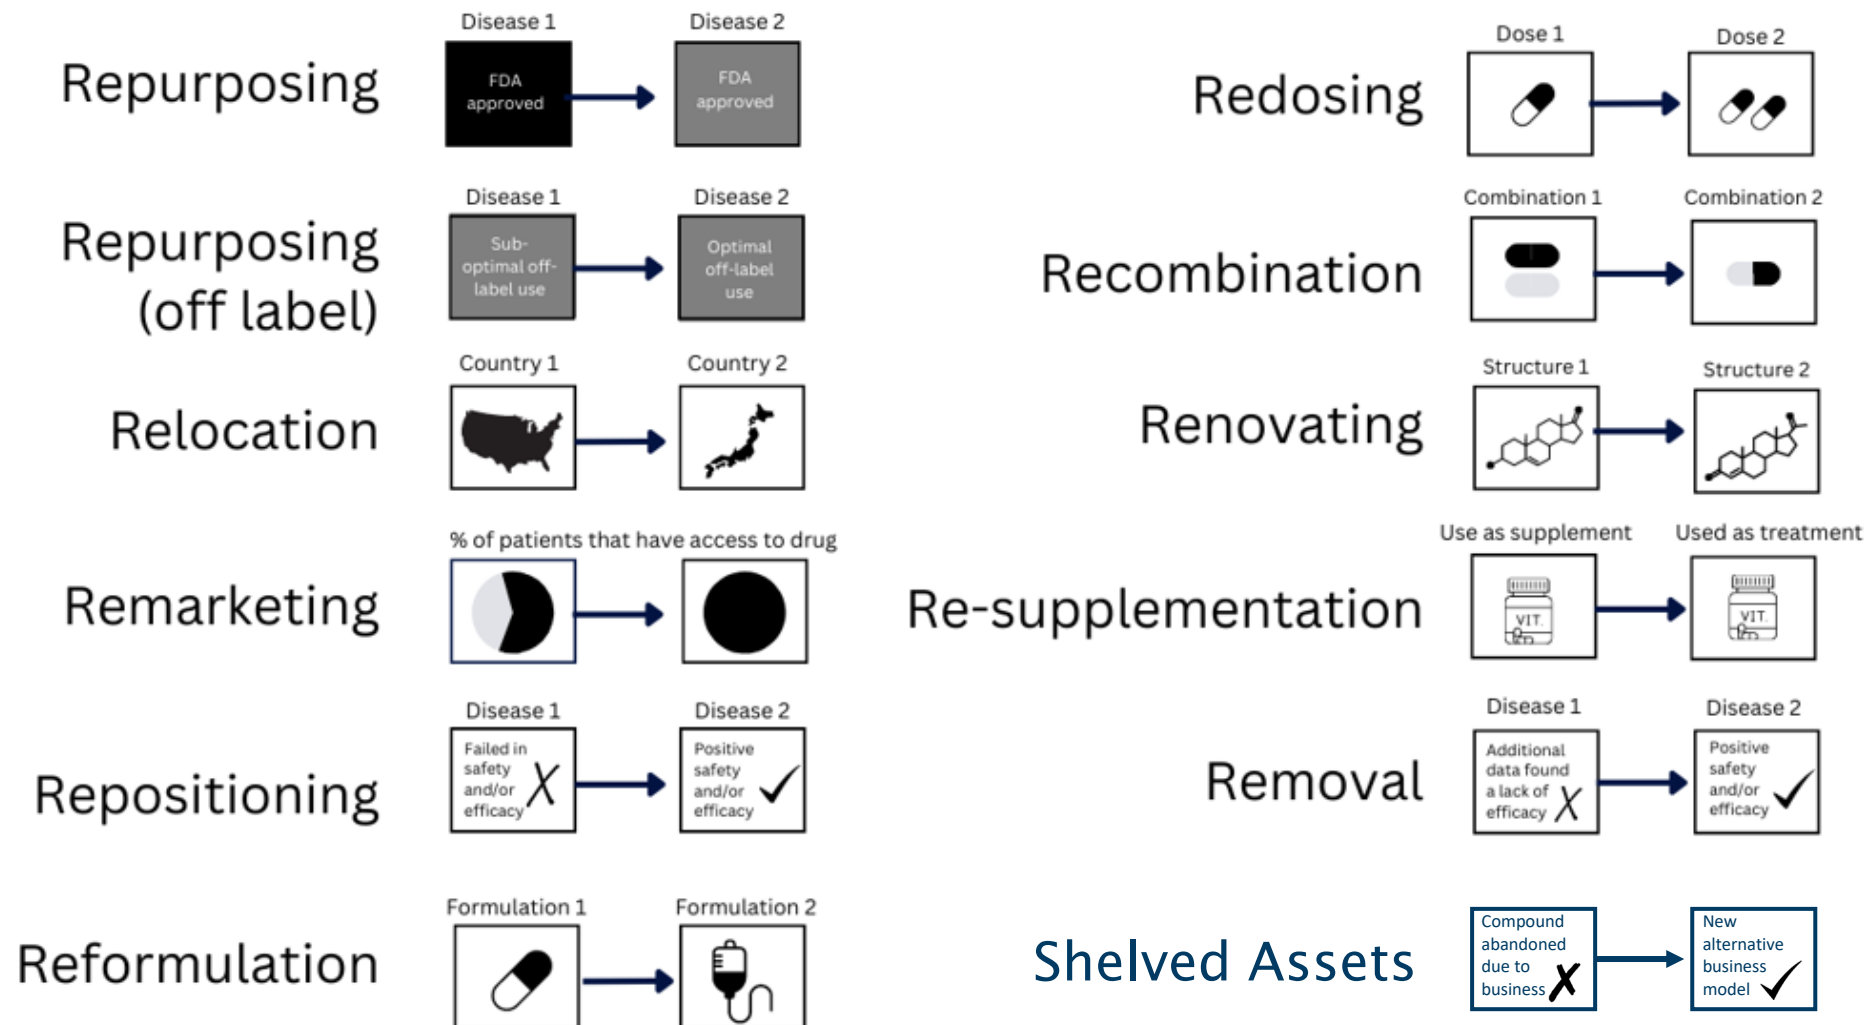 Repurposing
Disease 1
Disease 2
FDA
approved
FDA
approved
Repurposing
(off label)
Disease 1
Disease 2
Sub-
optimal off-
label use
Optimal
off-label
use
Relocation
Country 1
Country 2
Remarketing
% of patients that have access to drug
Repositioning
Disease 1
Disease 2
Failed in
safety
and/or
efficacy
Positive
safety
and/or
efficacy
Reformulation
Formulation 1
Formulation 2
Redosing
Dose 1
Dose 2
Recombination
Combination 1
Combination 2
Renovating
Structure 1
Structure 2
Re-supplementation
Use as supplement
Used as treatment
VIT.
VIT.
Removal
Disease 1
Disease 2
Additional
data found
a lack of
efficacy
Positive
safety
and/or
efficacy
Shelved Assets
Compound
abandoned
due to
business
New
alternative
business
model